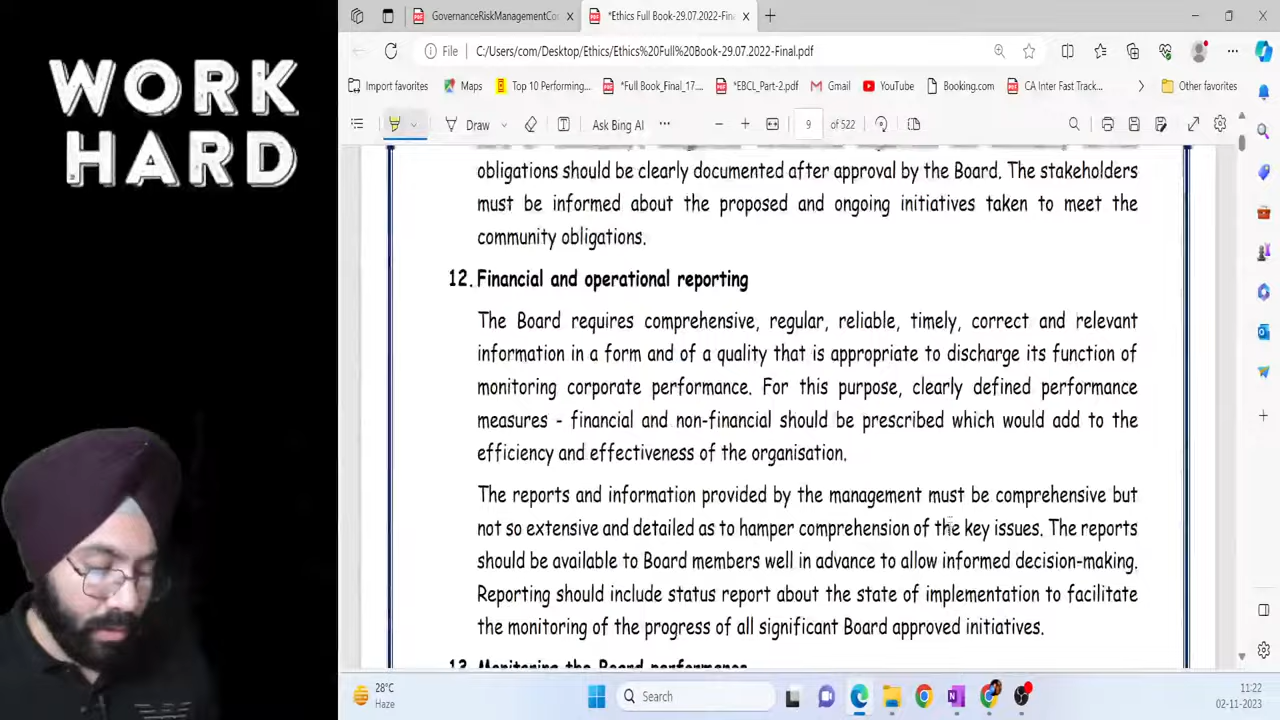 WORK
HARD
GovernanceRiskManagementCo
*Ethics Full Book-29.07.2022-Fina
File
C:/Users/com/Desktop/Ethics/Ethics%20Full%20Book-29.07.2022-Final.pdf
Import favorites
Maps
Top 10 Performing...
*Full Book_Final_17....
*EBCL_Part-2.pdf
Gmail
YouTube
Booking.com
CA Inter Fast Track...
Other favorites
Draw
Ask Bing AI
9
of 522
obligations should be clearly documented after approval by the Board. The stakeholders
must be informed about the proposed and ongoing initiatives taken to meet the
community obligations.
12. Financial and operational reporting
The Board requires comprehensive, regular, reliable, timely, correct and relevant
information in a form and of a quality that is appropriate to discharge its function of
monitoring corporate performance. For this purpose, clearly defined performance
measures - financial and non-financial should be prescribed which would add to the
efficiency and effectiveness of the organisation.
The reports and information provided by the management must be comprehensive but
not so extensive and detailed as to hamper comprehension of the key issues. The reports
should be available to Board members well in advance to allow informed decision-making.
Reporting should include status report about the state of implementation to facilitate
the monitoring of the progress of all significant Board approved initiatives.
13. Monitoring the Board performance
28°C
Haze
Search
11:22
02-11-2023